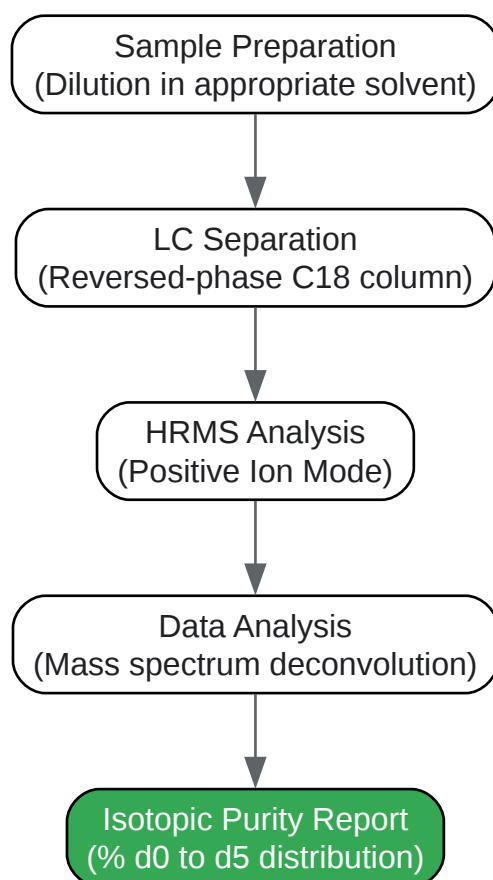 Sample Preparation
(Dilution in appropriate solvent)
LC Separation
(Reversed-phase C18 column)
HRMS Analysis
(Positive Ion Mode)
Data Analysis
(Mass spectrum deconvolution)
Isotopic Purity Report
(% d0 to d5 distribution)